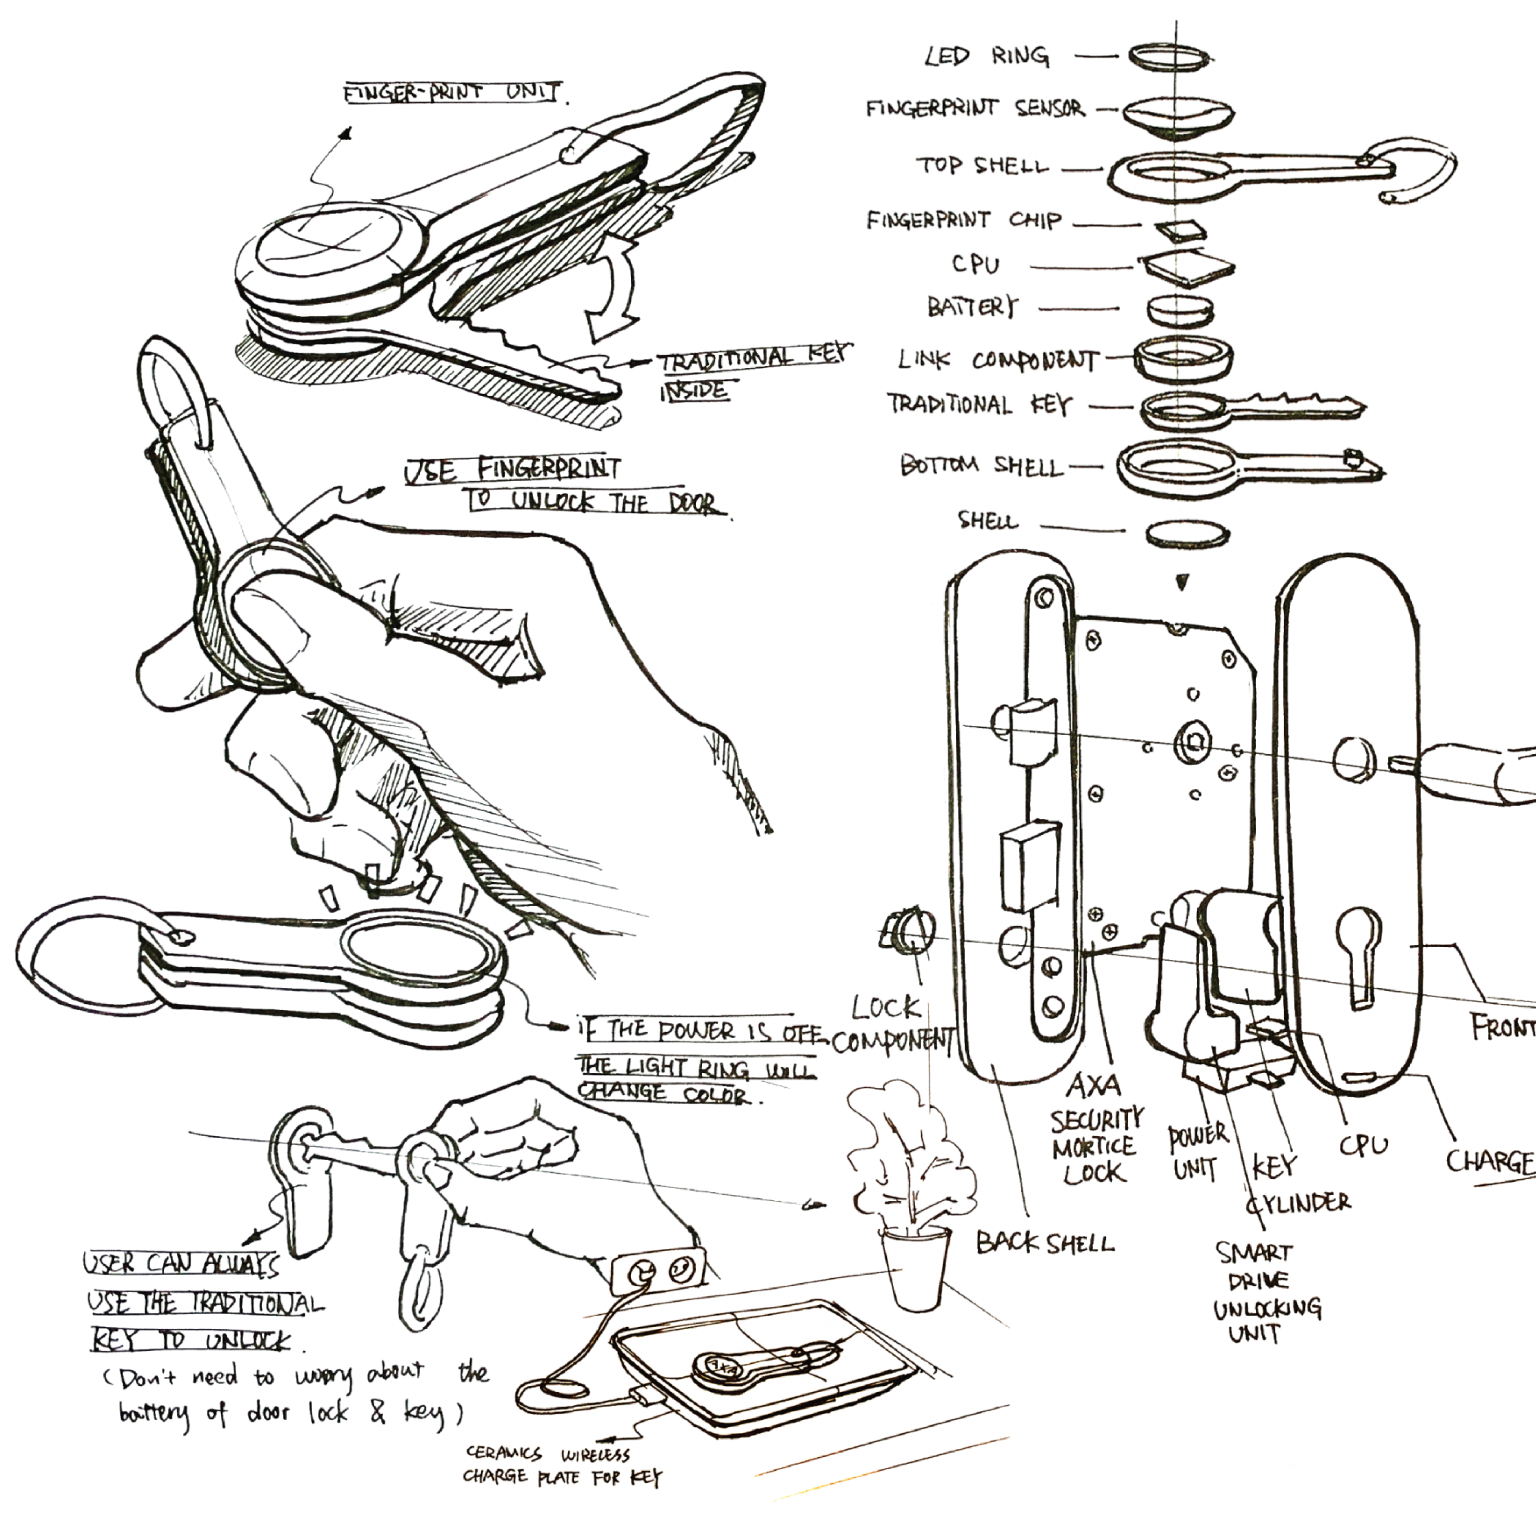 FINGER-PRINT UNIT.
TRADITIONAL KEY
INSIDE
USE FINGERPRINT
TO UNLOCK THE DOOR.
IF THE POWER IS OFF.
THE LIGHT RING WILL
CHANGE COLOR.
USER CAN ALWAYS
USE THE TRADITIONAL
KEY TO UNLOCK.
(Don't need to worry about the
battery of door lock & key)
AXA
CERAMICS WIRELESS
CHARGE PLATE FOR KEY
LED RING
FINGERPRINT SENSOR
TOP SHELL
FINGERPRINT CHIP
CPU
BATTERY
LINK COMPONENT
TRADITIONAL KEY
BOTTOM SHELL
SHELL
LOCK
COMPONENT
BACK SHELL
AXA
SECURITY
MORTICE
LOCK
POWER
UNIT
KEY
CYLINDER
SMART
DRIVE
UNLOCKING
UNIT
CPU
CHARGE
FRONT